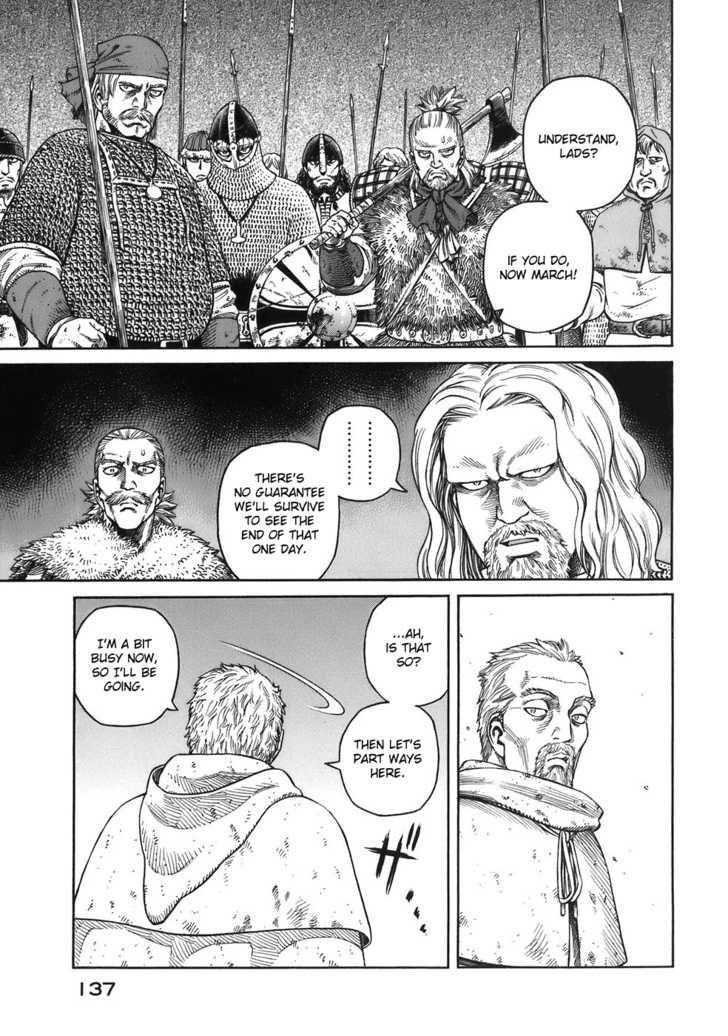 UNDERSTAND,
LADS?
IF YOU DO,
NOW MARCH!
………
………
THERE'S
NO GUARANTEE
WE'LL SURVIVE
TO SEE THE
END OF THAT
ONE DAY.
...AH,
IS THAT
SO?
THEN LET'S
PART WAYS
HERE.
ザッ
I'M A BIT
BUSY NOW,
SO I'LL BE
GOING.
137